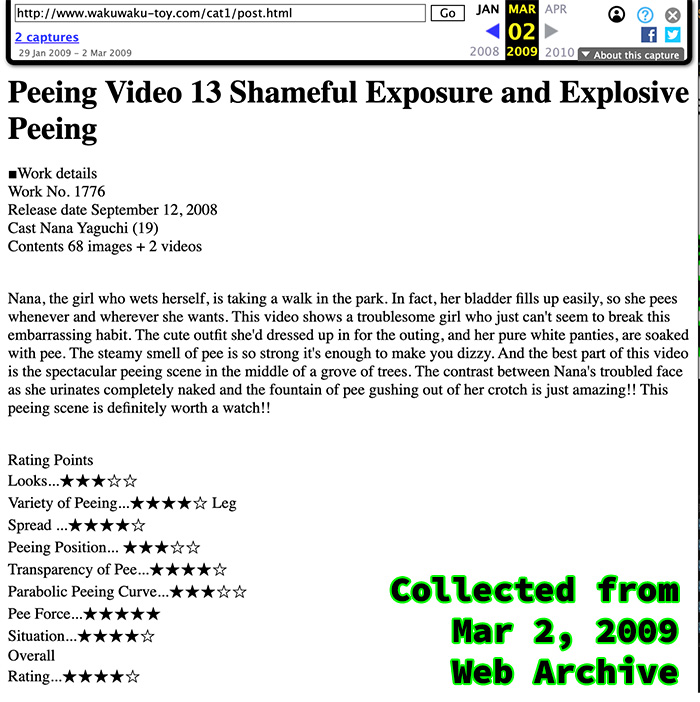 http://www.wakuwaku-toy.com/cat1/post.html Go JAN MAR APR
2 captures 02
29 Jan 2009 - 2 Mar 2009 2008 2009 2010 ▼ About this capture
Peeing Video 13 Shameful Exposure and Explosive
Peeing
■Work details
Work No. 1776
Release date September 12, 2008
Cast Nana Yaguchi (19)
Contents 68 images + 2 videos
Nana, the girl who wets herself, is taking a walk in the park. In fact, her bladder fills up easily, so she pees
whenever and wherever she wants. This video shows a troublesome girl who just can't seem to break this
embarrassing habit. The cute outfit she'd dressed up in for the outing, and her pure white panties, are soaked
with pee. The steamy smell of pee is so strong it's enough to make you dizzy. And the best part of this video
is the spectacular peeing scene in the middle of a grove of trees. The contrast between Nana's troubled face
as she urinates completely naked and the fountain of pee gushing out of her crotch is just amazing!! This
peeing scene is definitely worth a watch!!
Rating Points
Looks...★★★☆☆
Variety of Peeing...★★★★☆ Leg
Spread ...★★★★☆
Peeing Position... ★★★☆☆
Transparency of Pee...★★★★☆
Parabolic Peeing Curve...★★★☆☆
Pee Force...★★★★★
Situation...★★★★☆
Overall
Rating...★★★★☆
Collected from
Mar 2, 2009
Web Archive